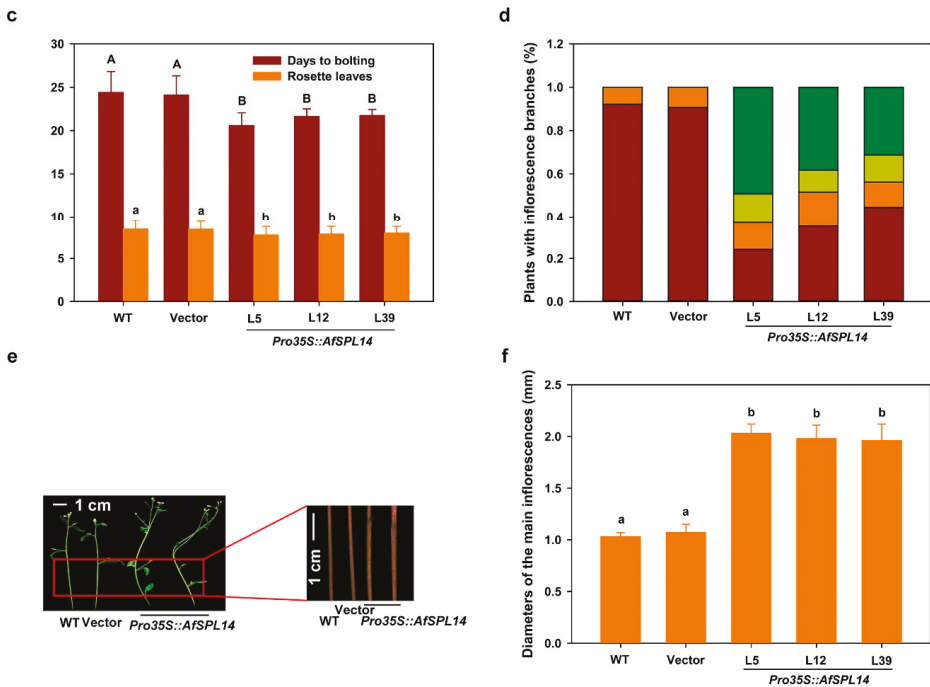 c
30
25
20
15
10
5
0
A
A
B
B
B
a
a
b
b
b
Days to bolting
Rosette leaves
WT
Vector
L5
L12
L39
Pro35S::AfSPL14
d
Plants with inflorescence branches (%)
1.2
1.0
0.8
0.6
0.4
0.2
0.0
WT
Vector
L5
L12
L39
Pro35S::AfSPL14
e
1 cm
WT Vector
Pro35S::AfSPL14
1 cm
Vector
WT
Pro35S::AfSPL14
f
Diameters of the main inflorescences (mm)
2.5
2.0
1.5
1.0
0.5
0.0
a
a
b
b
b
WT
Vector
L5
L12
L39
Pro35S::AfSPL14